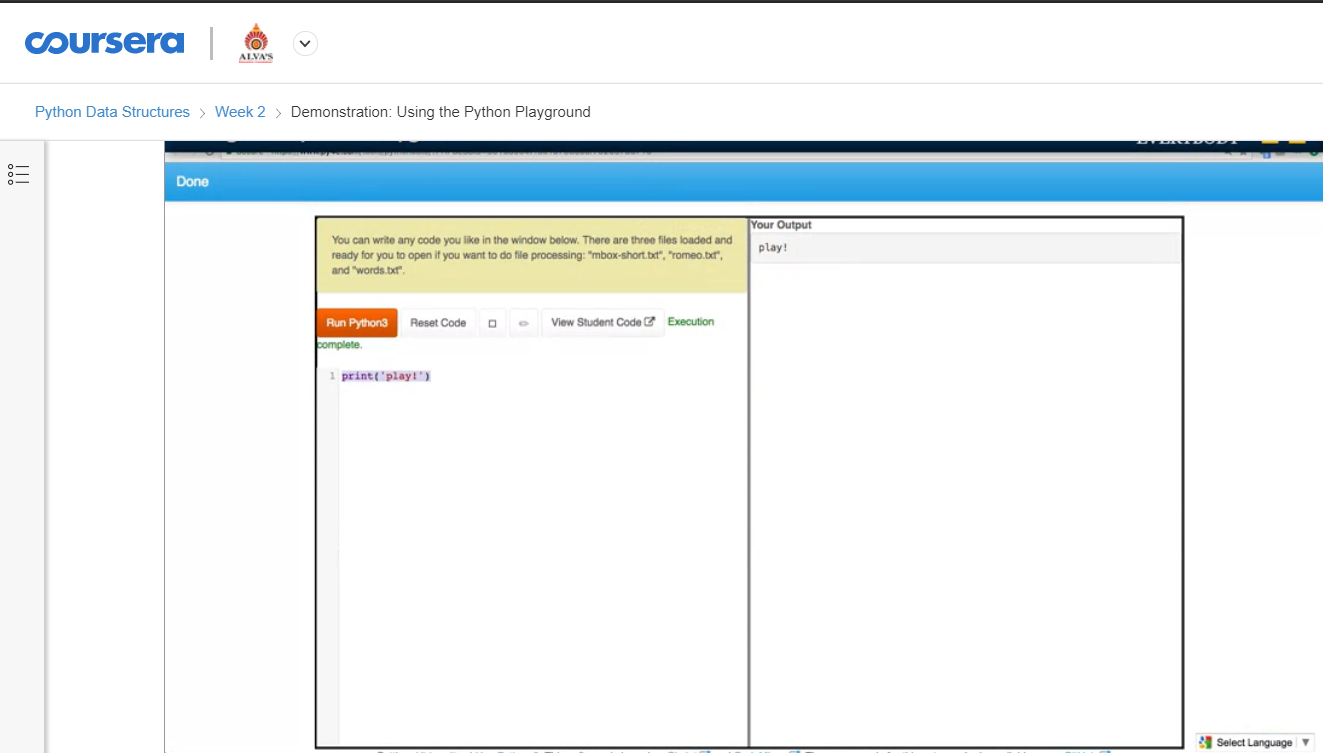 coursera
ALVA'S
Python Data Structures > Week 2 > Demonstration: Using the Python Playground
EVERYBODY
Done
You can write any code you like in the window below. There are three files loaded and
ready for you to open if you want to do file processing: "mbox-short.txt", "romeo.txt",
and "words.txt".
Run Python3 Reset Code View Student Code Execution
complete.
1 print('play!')
Your Output
play!
Select Language ▼